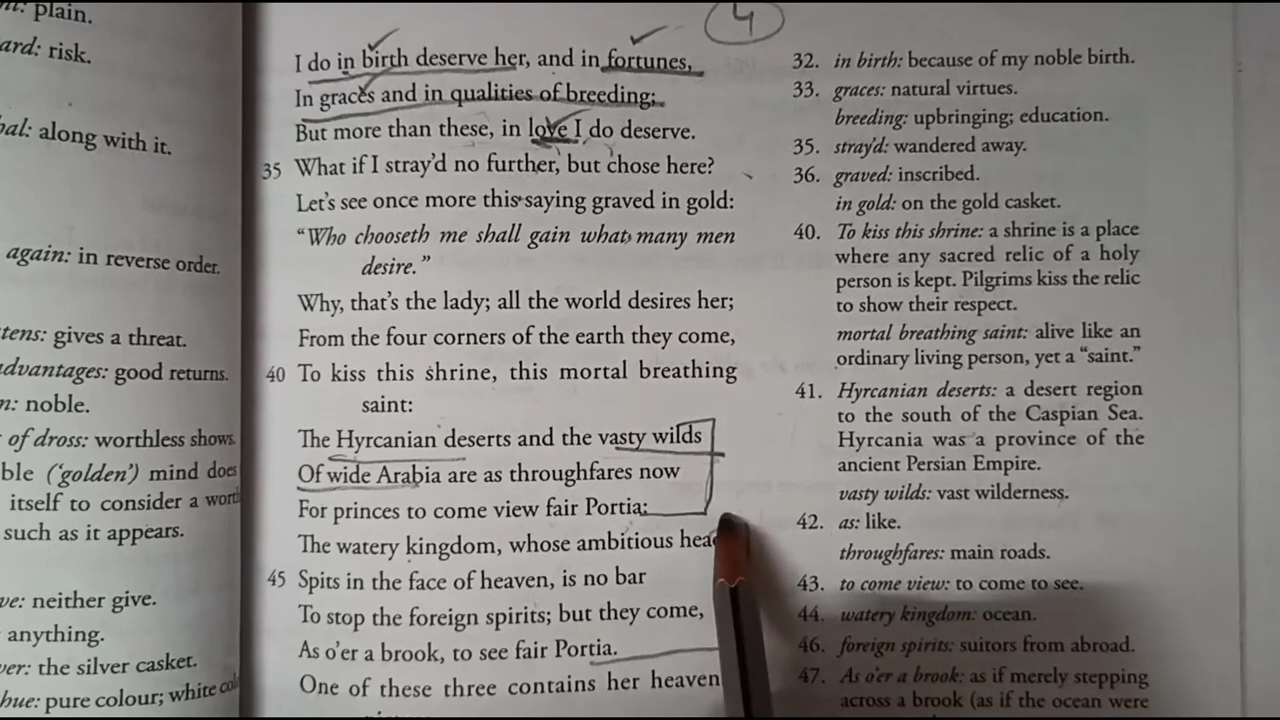 plain.
ard: risk.
along with it.
again: in reverse order.
tens: gives a threat.
advantages: good returns.
noble.
of dross: worthless shows.
ble ('golden') mind does
itself to consider a
such as it appears.
neither give.
anything.
the silver casket.
hue: pure colour; white
4
I do in birth deserve her, and in fortunes,
In graces and in qualities of breeding;
But more than these, in love I do deserve.
35 What if I stray'd no further, but chose here?
Let's see once more this saying graved in gold:
"Who chooseth me shall gain what many men
desire."
Why, that's the lady; all the world desires her;
From the four corners of the earth they come,
40 To kiss this shrine, this mortal breathing
saint:
The Hyrcanian deserts and the vasty wilds
Of wide Arabia are as throughfares now
For princes to come view fair Portia:
The watery kingdom, whose ambitious
45 Spits in the face of heaven, is no bar
To stop the foreign spirits; but they come,
As o'er a brook, to see fair Portia.
One of these three contains her heaven
32. in birth: because of my noble birth.
33. graces: natural virtues.
breeding: upbringing; education.
35. stray'd: wandered away.
36. graved: inscribed.
in gold: on the gold casket.
40. To kiss this shrine: a shrine is a place
where any sacred relic of a holy
person is kept. Pilgrims kiss the relic
to show their respect.
mortal breathing saint: alive like an
ordinary living person, yet a "saint."
41. Hyrcanian deserts: a desert region
to the south of the Caspian Sea.
Hyrcania was a province of the
ancient Persian Empire.
vasty wilds: vast wilderness.
42. as: like.
throughfares: main roads.
43. to come view: to come to see.
44. watery kingdom: ocean.
46. foreign spirits: suitors from abroad.
47. As o'er a brook: as if merely stepping
across a brook (as if the ocean were